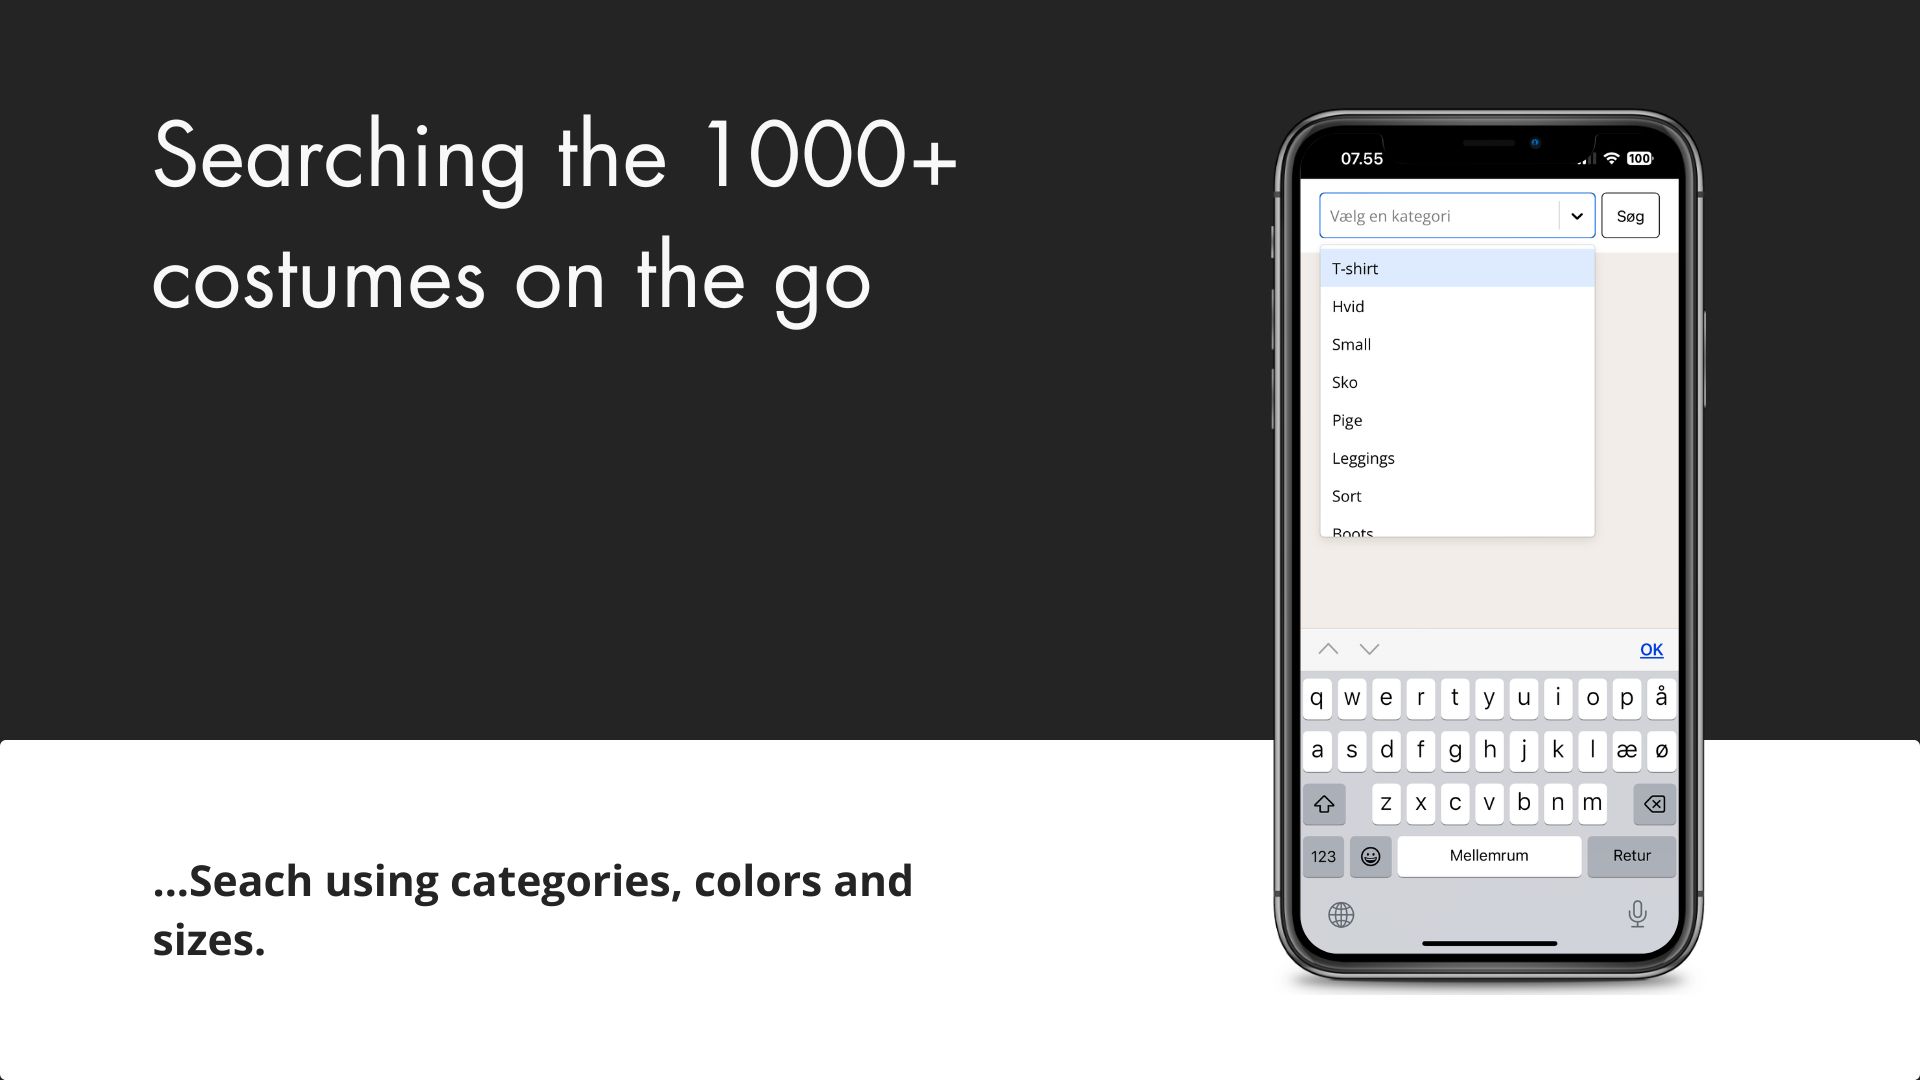 Searching the 1000+
costumes on the go
...Seach using categories, colors and
sizes.
07.55
100
Vælg en kategori
Søg
T-shirt
Hvid
Small
Sko
Pige
Leggings
Sort
Boots
OK
q w e r t y u i o p å
a s d f g h j k l æ ø
z x c v b n m
123 Mellemrum Retur